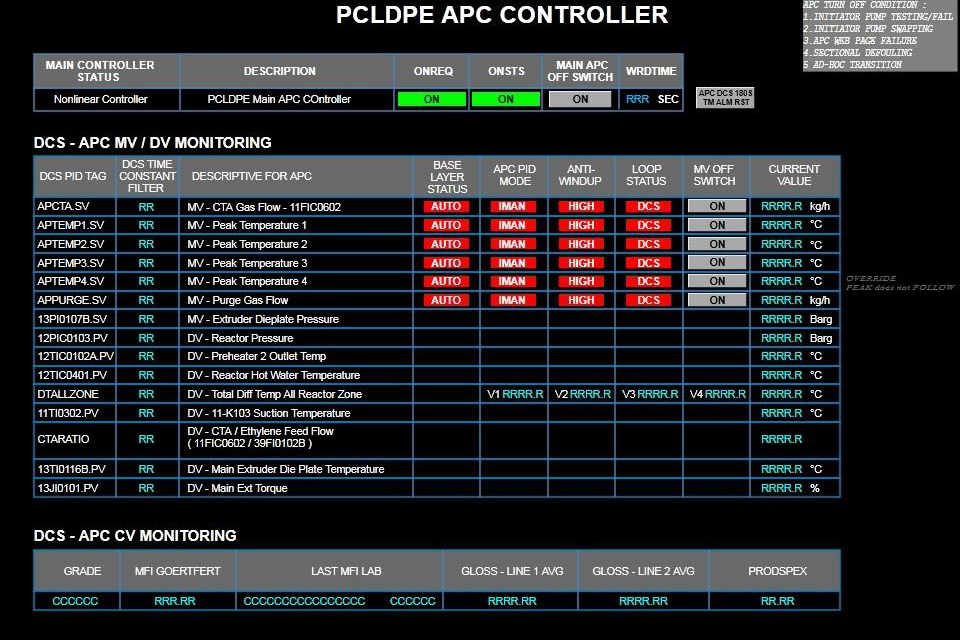 PCLDPE APC CONTROLLER
APC TURN OFF CONDITION :
1.INITIATOR PUMP TESTING/FAIL
2.INITIATOR PUMP SWAPPING
3.APC WEB PAGE FAILURE
4.SECTIONAL DEFOULING
5 AD-HOC TRANSITION
MAIN CONTROLLER STATUS DESCRIPTION ONREQ ONSTS MAIN APC OFF SWITCH WRDTIME
Nonlinear Controller PCLDPE Main APC COntroller ON ON ON RRR SEC
APC DCS 180S
TM ALM RST
DCS - APC MV / DV MONITORING
DCS PID TAG DCS TIME CONSTANT FILTER DESCRIPTIVE FOR APC BASE LAYER STATUS APC PID MODE ANTI-WINDUP LOOP STATUS MV OFF SWITCH CURRENT VALUE
APCTA.SV RR MV - CTA Gas Flow - 11FIC0602 AUTO IMAN HIGH DCS ON RRRR.R kg/h
APTEMP1.SV RR MV - Peak Temperature 1 AUTO IMAN HIGH DCS ON RRRR.R °C
APTEMP2.SV RR MV - Peak Temperature 2 AUTO IMAN HIGH DCS ON RRRR.R °C
APTEMP3.SV RR MV - Peak Temperature 3 AUTO IMAN HIGH DCS ON RRRR.R °C
APTEMP4.SV RR MV - Peak Temperature 4 AUTO IMAN HIGH DCS ON RRRR.R °C
OVERRIDE
PEAK does not FOLLOW
APPURGE.SV RR MV - Purge Gas Flow AUTO IMAN HIGH DCS ON RRRR.R kg/h
13PI0107B.SV RR MV - Extruder Dieplate Pressure RRRR.R Barg
12PIC0103.PV RR DV - Reactor Pressure RRRR.R Barg
12TIC0102A.PV RR DV - Preheater 2 Outlet Temp RRRR.R °C
12TIC0401.PV RR DV - Reactor Hot Water Temperature RRRR.R °C
DTALLZONE RR DV - Total Diff Temp All Reactor Zone V1 RRRR.R V2 RRRR.R V3 RRRR.R V4 RRRR.R RRRR.R °C
11TI0302.PV RR DV - 11-K103 Suction Temperature RRRR.R °C
CTARATIO RR DV - CTA / Ethylene Feed Flow
( 11FIC0602 / 39FI0102B ) RRRR.R
13TI0116B.PV RR DV - Main Extruder Die Plate Temperature RRRR.R °C
13JI0101.PV RR DV - Main Ext Torque RRRR.R %
DCS - APC CV MONITORING
GRADE MFI GOERTFERT LAST MFI LAB GLOSS - LINE 1 AVG GLOSS - LINE 2 AVG PRODSPEX
CCCCCC RRR.RR CCCCCCCCCCCCCCCC CCCCCC RRRR.RR RRRR.RR RR.RR